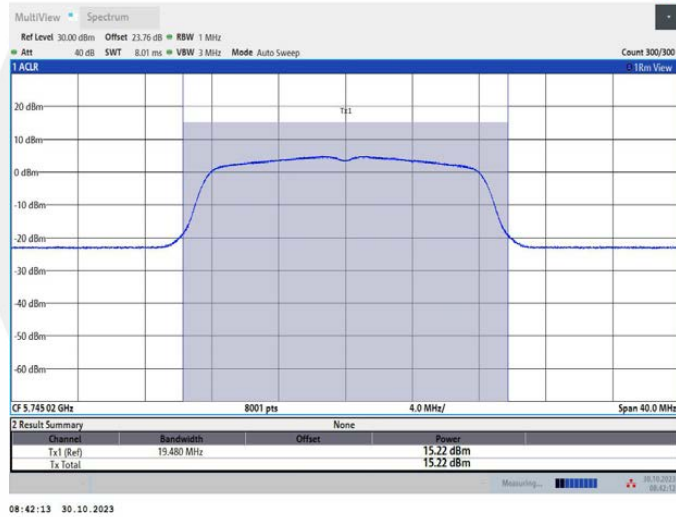 MultiView Spectrum
Ref Level 30.00 dBm Offset 23.76 dB RBW 1 MHz
Att 40 dB SWT 8.01 ms VBW 3 MHz Mode Auto Sweep Count 300/300
1 ACLR 1Rm View
Tx1
20 dBm
10 dBm
0 dBm
-10 dBm
-20 dBm
-30 dBm
-40 dBm
-50 dBm
-60 dBm
CF 5.745 02 GHz 8001 pts 4.0 MHz/ Span 40.0 MHz
2 Result Summary None
Channel Bandwidth Offset Power
Tx1 (Ref) 19.480 MHz 15.22 dBm
Tx Total 15.22 dBm
Measuring... 30.10.2023
08:42:12
08:42:13 30.10.2023